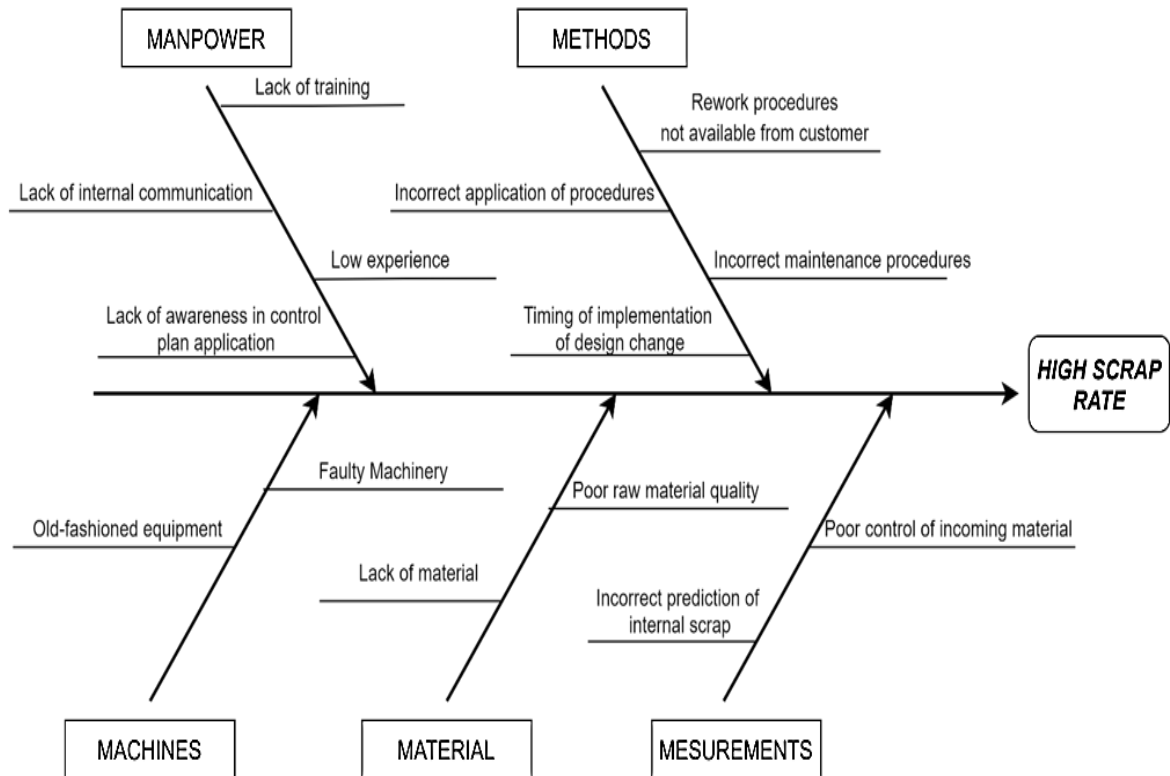 MANPOWER
METHODS
Lack of training
Rework procedures
not available from customer
Lack of internal communication
Incorrect application of procedures
Low experience
Incorrect maintenance procedures
Lack of awareness in control
plan application
Timing of implementation
of design change
HIGH SCRAP
RATE
Faulty Machinery
Poor raw material quality
Old-fashioned equipment
Poor control of incoming material
Lack of material
Incorrect prediction of
internal scrap
MACHINES
MATERIAL
MESUREMENTS